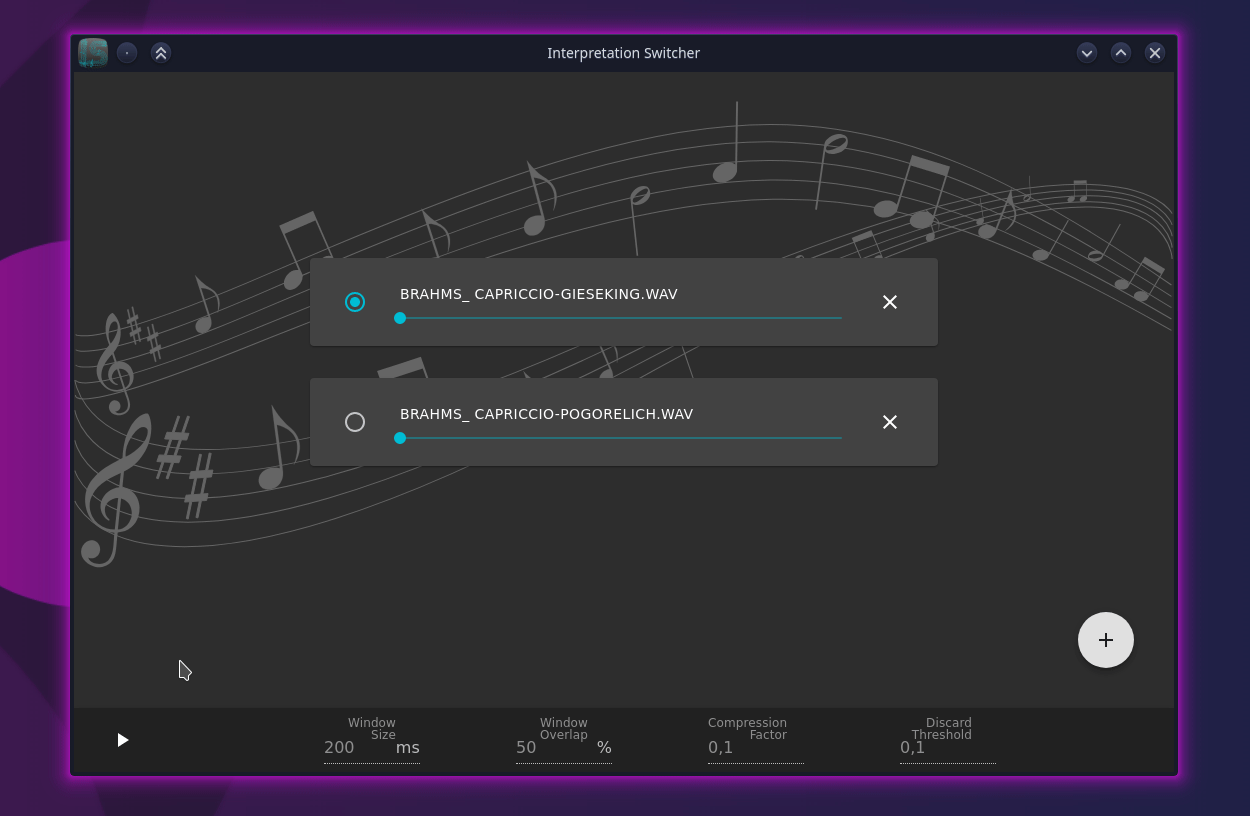 Interpretation Switcher
BRAHMS_ CAPRICCIO-GIESEKING.WAV
BRAHMS_ CAPRICCIO-POGORELICH.WAV
Window
Size
200 ms
Window
Overlap
50 %
Compression
Factor
0,1
Discard
Threshold
0,1